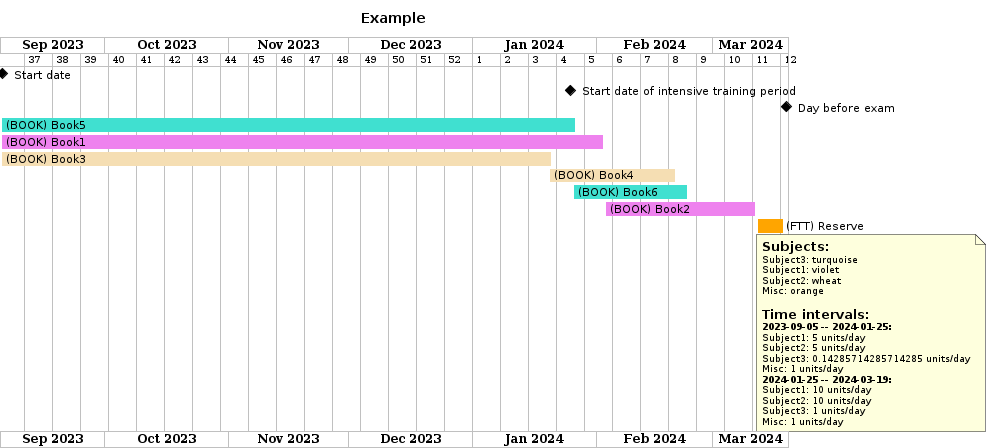 Example
Sep 2023 Oct 2023 Nov 2023 Dec 2023 Jan 2024 Feb 2024 Mar 2024
37 38 39 40 41 42 43 44 45 46 47 48 49 50 51 52 1 2 3 4 5 6 7 8 9 10 11 12
Start date
Start date of intensive training period
Day before exam
(BOOK) Book5
(BOOK) Book1
(BOOK) Book3
(BOOK) Book4
(BOOK) Book6
(BOOK) Book2
(FTT) Reserve
Subjects:
Subject3: turquoise
Subject1: violet
Subject2: wheat
Misc: orange
Time intervals:
2023-09-05 -- 2024-01-25:
Subject1: 5 units/day
Subject2: 5 units/day
Subject3: 0.14285714285714285 units/day
Misc: 1 units/day
2024-01-25 -- 2024-03-19:
Subject1: 10 units/day
Subject2: 10 units/day
Subject3: 1 units/day
Misc: 1 units/day
Sep 2023 Oct 2023 Nov 2023 Dec 2023 Jan 2024 Feb 2024 Mar 2024